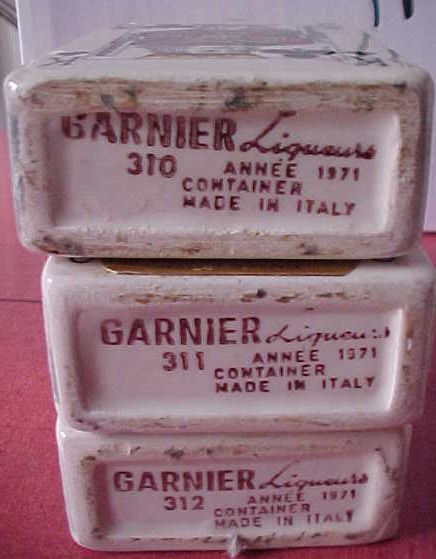 GARNIER Liqueurs
310 ANNÉE 1971
CONTAINER
MADE IN ITALY
GARNIER Liqueurs
311 ANNÉE 1971
CONTAINER
MADE IN ITALY
GARNIER Liqueurs
312 ANNÉE 1971
CONTAINER
MADE IN ITALY